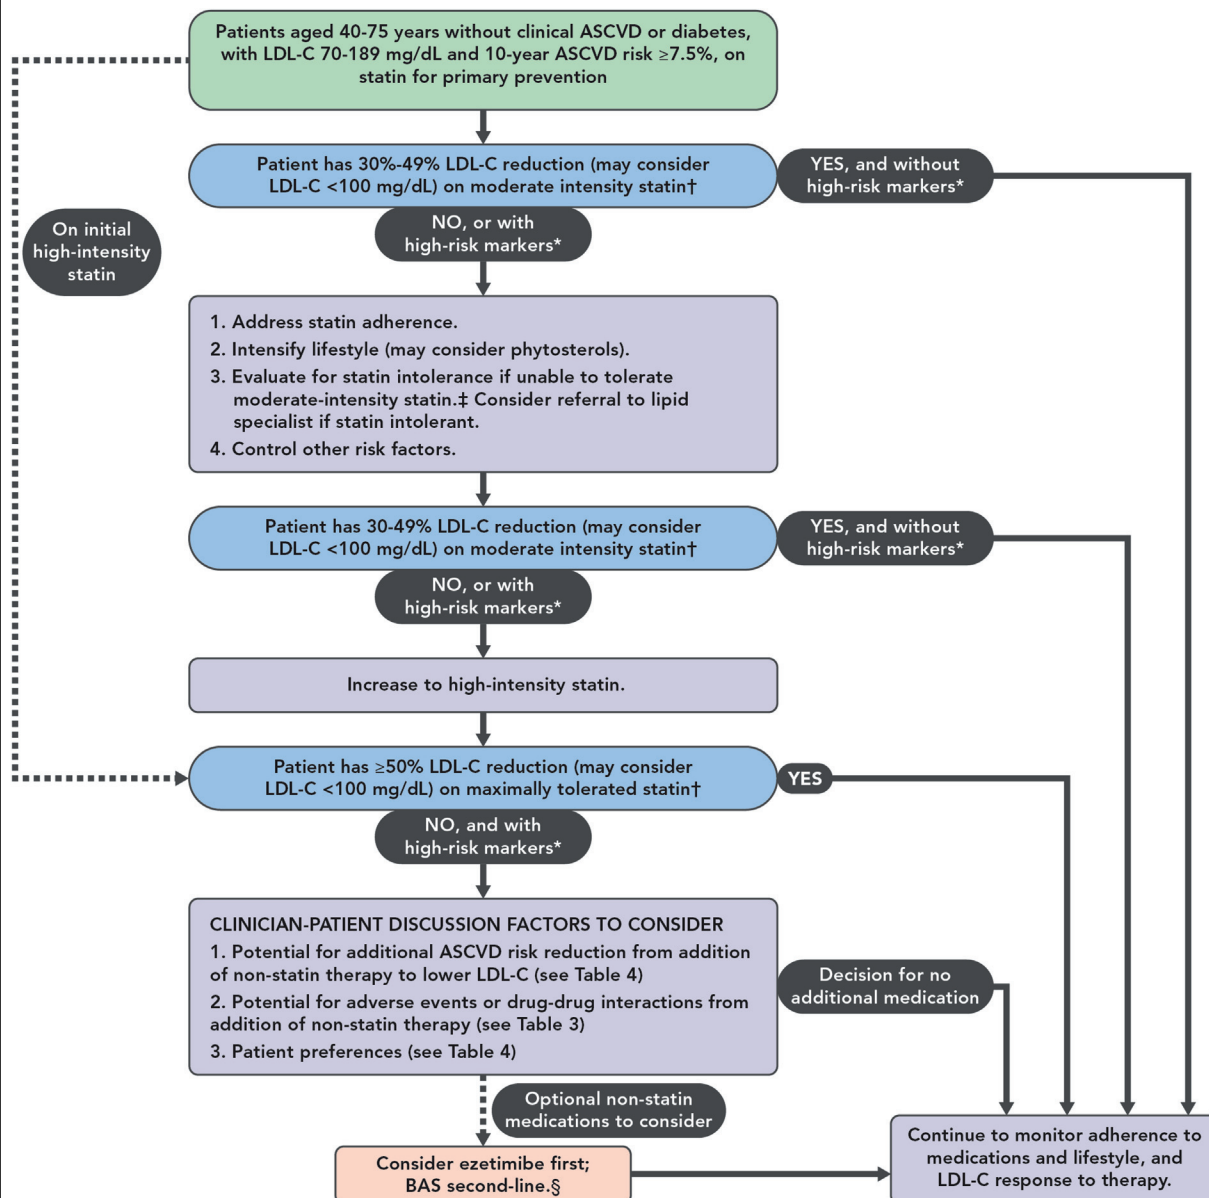 Patients aged 40-75 years without clinical ASCVD or diabetes,
with LDL-C 70-189 mg/dL and 10-year ASCVD risk ≥7.5%, on
statin for primary prevention
Patient has 30%-49% LDL-C reduction (may consider
LDL-C <100 mg/dL) on moderate intensity statin†
YES, and without
high-risk markers*
NO, or with
high-risk markers*
On initial
high-intensity
statin
1. Address statin adherence.
2. Intensify lifestyle (may consider phytosterols).
3. Evaluate for statin intolerance if unable to tolerate
moderate-intensity statin.‡ Consider referral to lipid
specialist if statin intolerant.
4. Control other risk factors.
Patient has 30-49% LDL-C reduction (may consider
LDL-C <100 mg/dL) on moderate intensity statin†
YES, and without
high-risk markers*
NO, or with
high-risk markers*
Increase to high-intensity statin.
Patient has ≥50% LDL-C reduction (may consider
LDL-C <100 mg/dL) on maximally tolerated statin†
YES
NO, and with
high-risk markers*
CLINICIAN-PATIENT DISCUSSION FACTORS TO CONSIDER
1. Potential for additional ASCVD risk reduction from addition
of non-statin therapy to lower LDL-C (see Table 4)
2. Potential for adverse events or drug-drug interactions from
addition of non-statin therapy (see Table 3)
3. Patient preferences (see Table 4)
Decision for no
additional medication
Optional non-statin
medications to consider
Consider ezetimibe first;
BAS second-line.§
Continue to monitor adherence to
medications and lifestyle, and
LDL-C response to therapy.